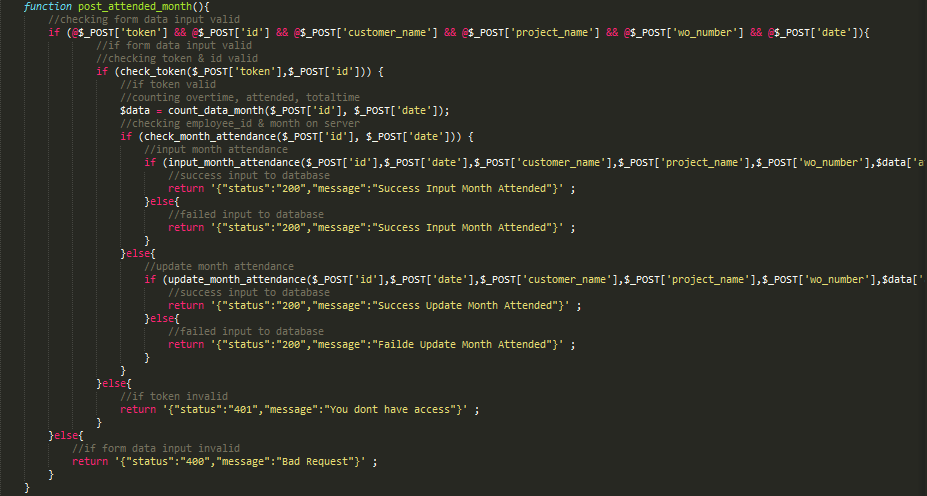 function post_attended_month(){
//checking form data input valid
if (@$_POST['token'] && @$_POST['id'] && @$_POST['customer_name'] && @$_POST['project_name'] && @$_POST['wo_number'] && @$_POST['date']){
//if form data input valid
//checking token & id valid
if (check_token($_POST['token'],$_POST['id'])) {
//if token valid
//counting overtime, attended, totaltime
$data = count_data_month($_POST['id'], $_POST['date']);
//checking employee_id & month on server
if (check_month_attendance($_POST['id'], $_POST['date'])) {
//input month attendance
if (input_month_attendance($_POST['id'],$_POST['date'],$_POST['customer_name'],$_POST['project_name'],$_POST['wo_number'],$data['a
//success input to database
return '{"status":"200","message":"Success Input Month Attended"}' ;
}else{
//failed input to database
return '{"status":"200","message":"Success Input Month Attended"}' ;
}
}else{
//update month attendance
if (update_month_attendance($_POST['id'],$_POST['date'],$_POST['customer_name'],$_POST['project_name'],$_POST['wo_number'],$data['
//success input to database
return '{"status":"200","message":"Success Update Month Attended"}' ;
}else{
//failed input to database
return '{"status":"200","message":"Failde Update Month Attended"}' ;
}
}
}else{
//if token invalid
return '{"status":"401","message":"You dont have access"}' ;
}
}else{
//if form data input invalid
return '{"status":"400","message":"Bad Request"}' ;
}
}